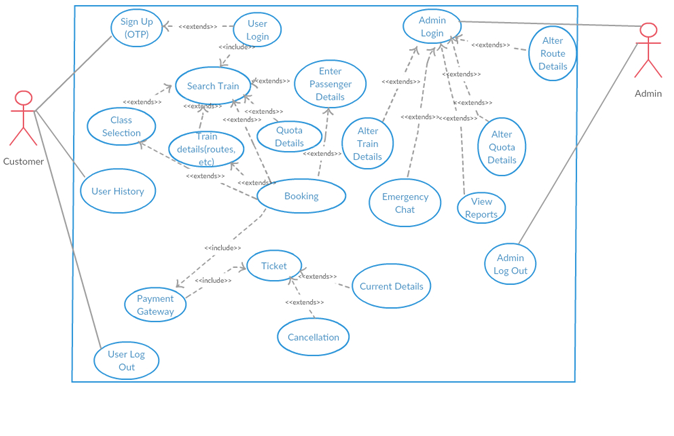 Sign Up
(OTP)
<<extends>>
User
Login
Admin
Login
<<extends>>
Alter
Route
Details
Admin
<<include>>
Search Train
<<extends>>
Enter
Passenger
Details
<<extends>>
<<extends>>
<<extends>>
<<extends>>
<<extends>>
<<extends>>
Class
Selection
Train
details(routes,
etc)
Quota
Details
<<extends>>
<<extends>>
Alter
Train
Details
Alter
Quota
Details
Customer
<<extends>>
<<extends>>
<<extends>>
User History
Booking
Emergency
Chat
View
Reports
<<include>>
Ticket
Admin
Log Out
<<include>>
<<extends>>
Current Details
Payment
Gateway
<<extends>>
Cancellation
User Log
Out